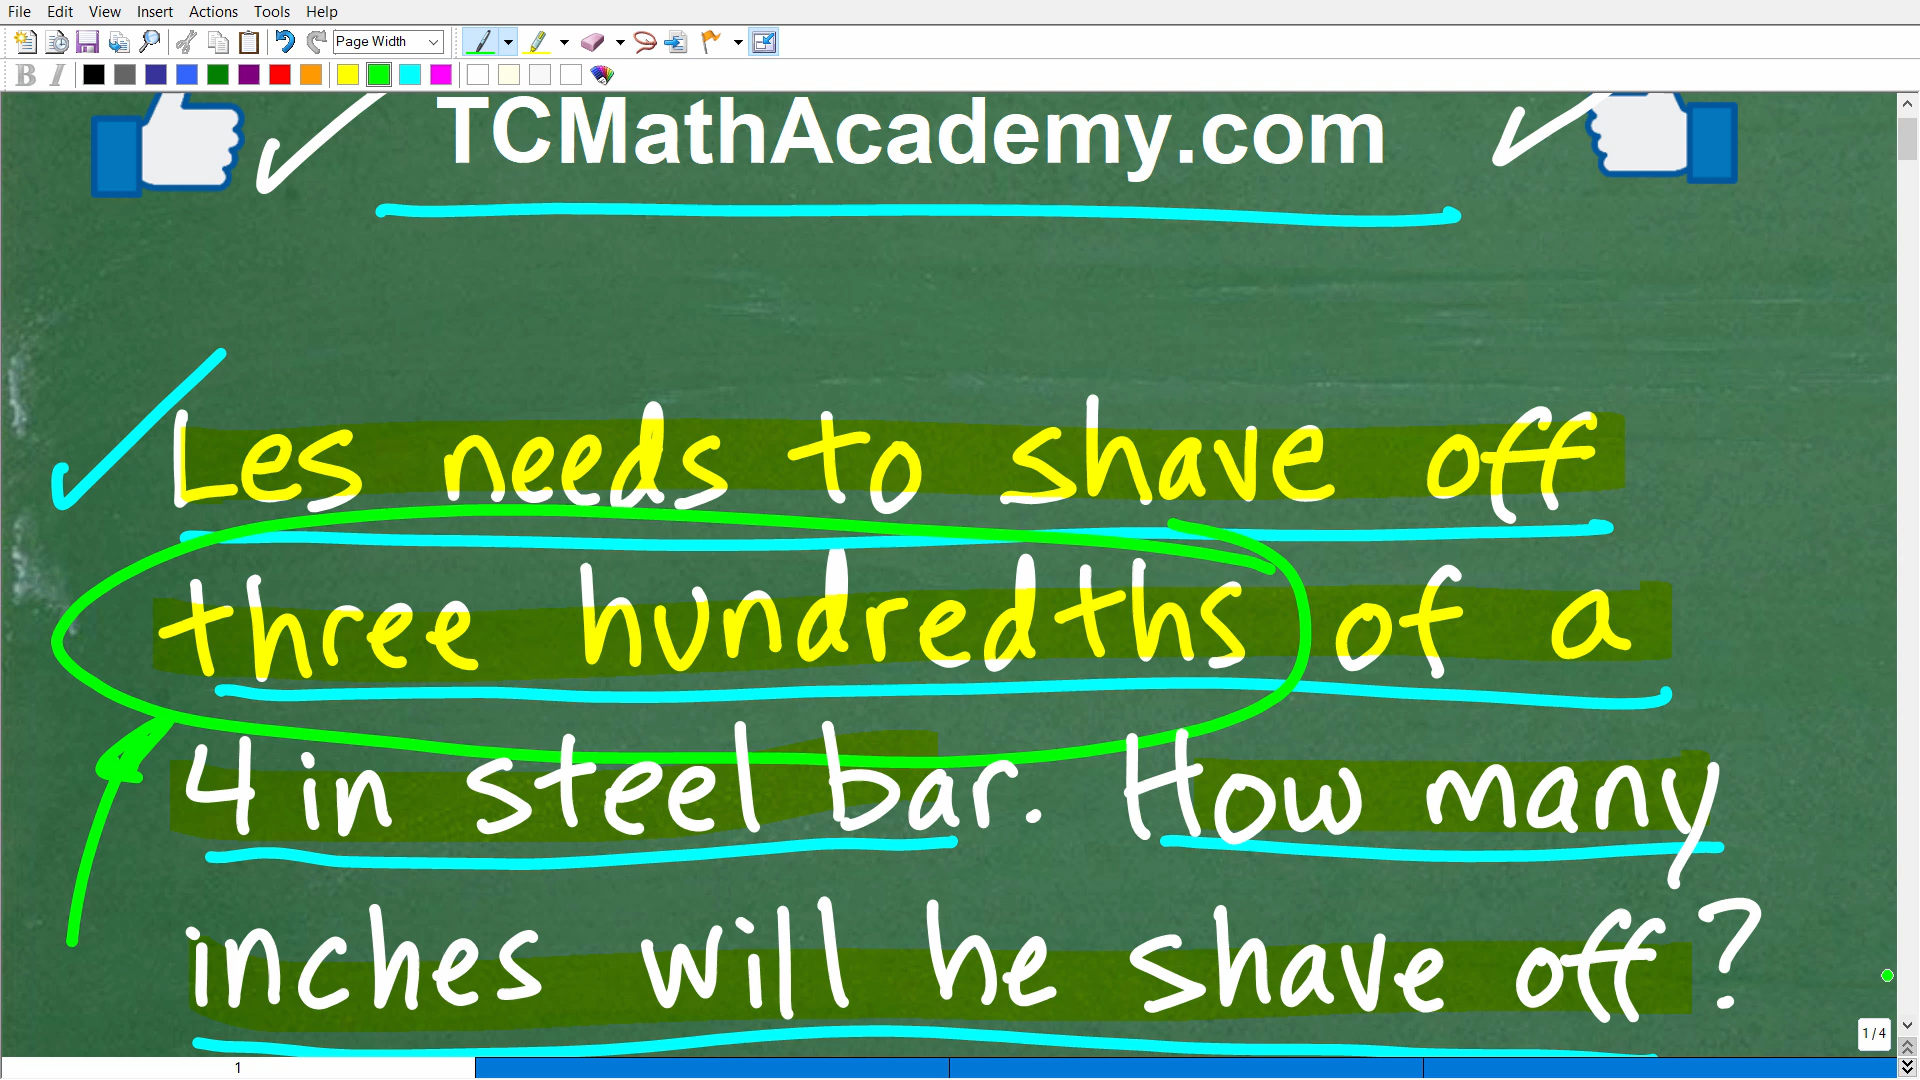 File Edit View Insert Actions Tools Help
Page Width
B I
TCMathAcademy.com
Les needs to shave off
three hundredths of a
4 in steel bar. How many
inches will he shave off?
1 / 4
1